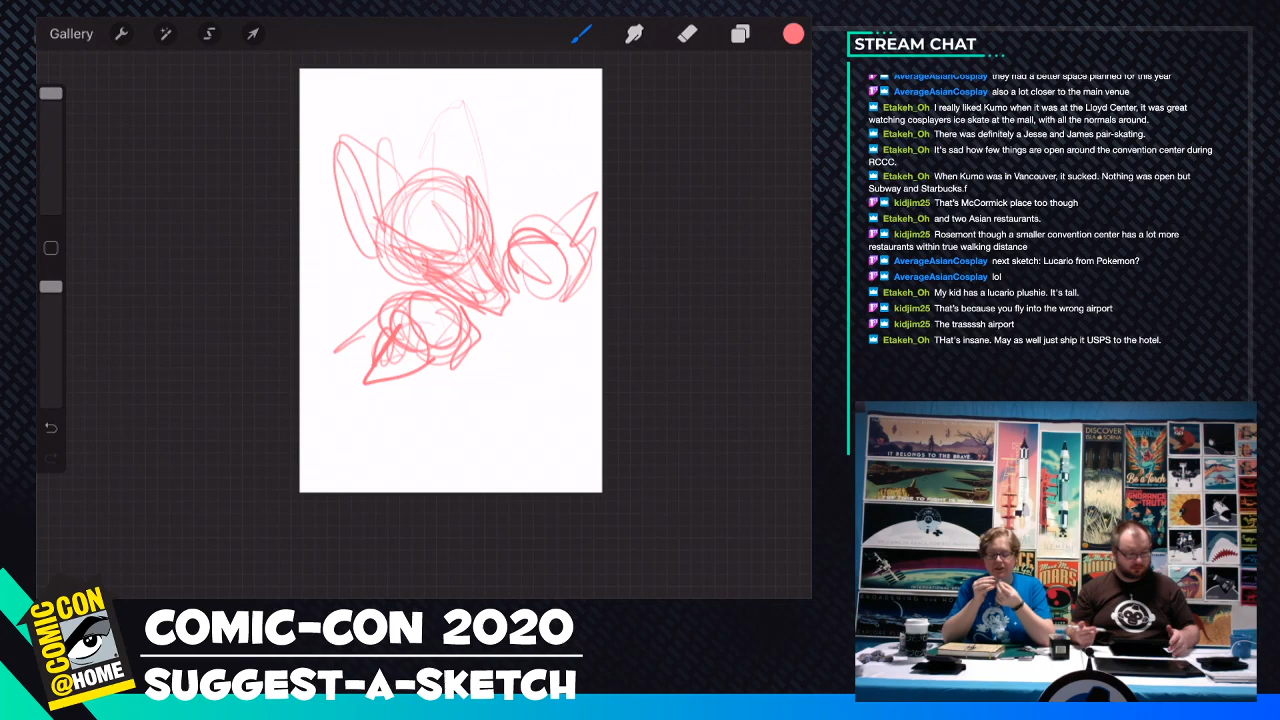 Gallery
STREAM CHAT
AverageAsianCosplay they had a better space planned for this year
AverageAsianCosplay also a lot closer to the main venue
Etakeh_Oh I really liked Kumo when it was at the Lloyd Center, it was great
watching cosplayers ice skate at the mall, with all the normals around.
Etakeh_Oh There was definitely a Jesse and James pair-skating.
Etakeh_Oh It's sad how few things are open around the convention center during
RCCC.
Etakeh_Oh When Kumo was in Vancouver, it sucked. Nothing was open but
Subway and Starbucks.f
kidjim25 That's McCormick place too though
Etakeh_Oh and two Asian restaurants.
kidjim25 Rosemont though a smaller convention center has a lot more
restaurants within true walking distance
AverageAsianCosplay next sketch: Lucario from Pokemon?
AverageAsianCosplay lol
Etakeh_Oh My kid has a lucario plushie. It's tall.
kidjim25 That's because you fly into the wrong airport
kidjim25 The trassssh airport
Etakeh_Oh THat's insane. May as well just ship it USPS to the hotel.
IT BELONGS TO THE BRAVE
DISCOVER
ISLA SORNA
Be a Torch
IGNORANCE
TRUTH
MARS
COMIC-CON
@HOME
COMIC-CON 2020
SUGGEST-A-SKETCH